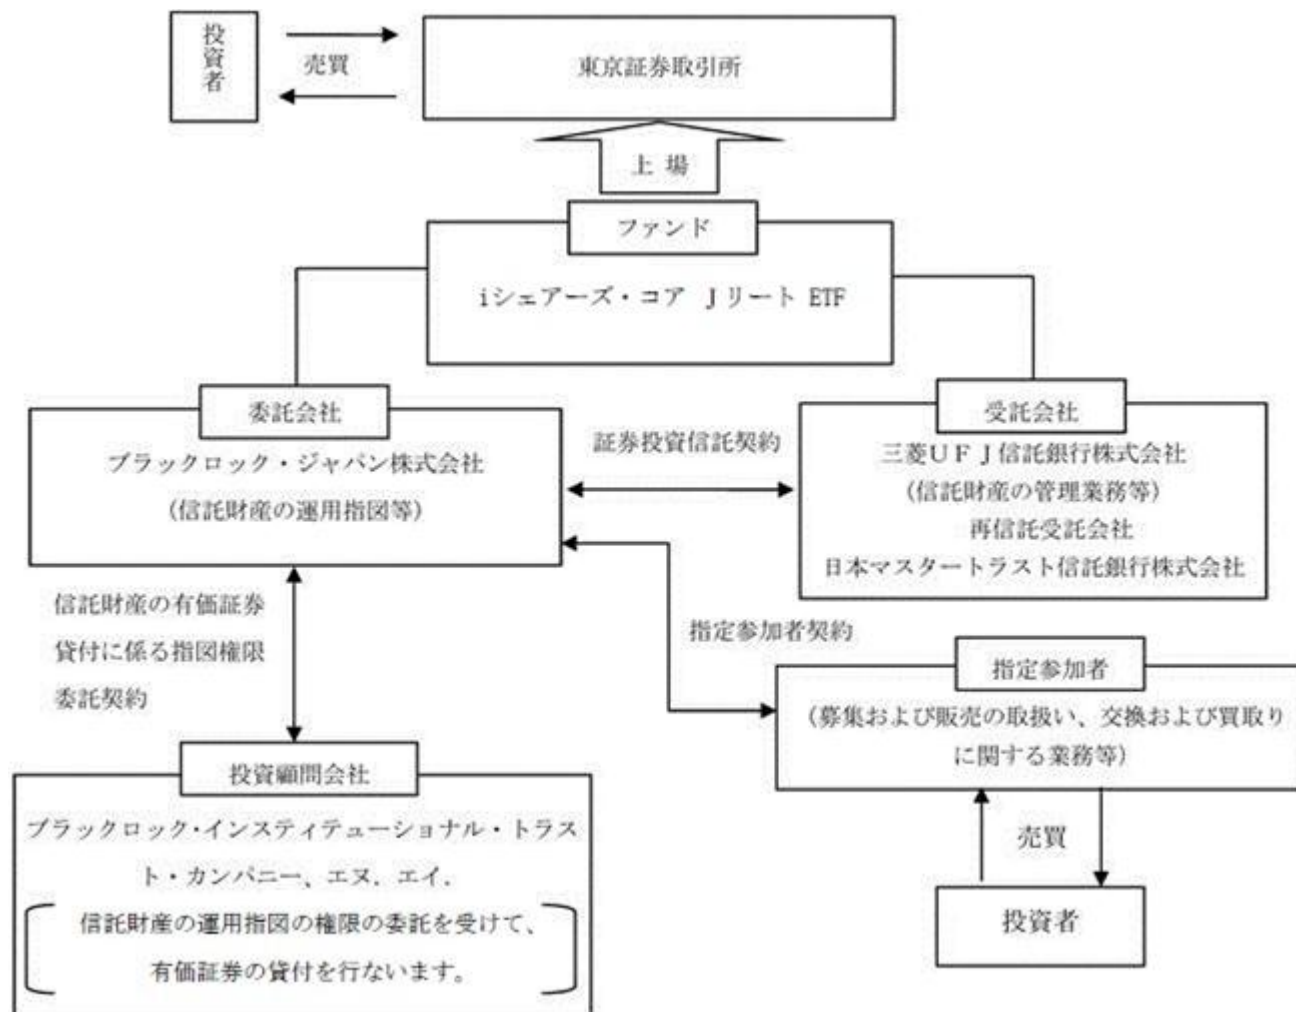 投資者
売買
東京証券取引所
上 場
ファンド
iシェアーズ・コア Jリート ETF
委託会社
ブラックロック・ジャパン株式会社
(信託財産の運用指図等)
証券投資信託契約
受託会社
三菱UFJ信託銀行株式会社
(信託財産の管理業務等)
再信託受託会社
日本マスタートラスト信託銀行株式会社
信託財産の有価証券
貸付に係る指図権限
委託契約
指定参加者契約
指定参加者
(募集および販売の取扱い、交換および買取り
に関する業務等)
投資顧問会社
ブラックロック・インスティテューショナル・トラス
ト・カンパニー、エヌ．エイ．
信託財産の運用指図の権限の委託を受けて、
有価証券の貸付を行ないます。
売買
投資者